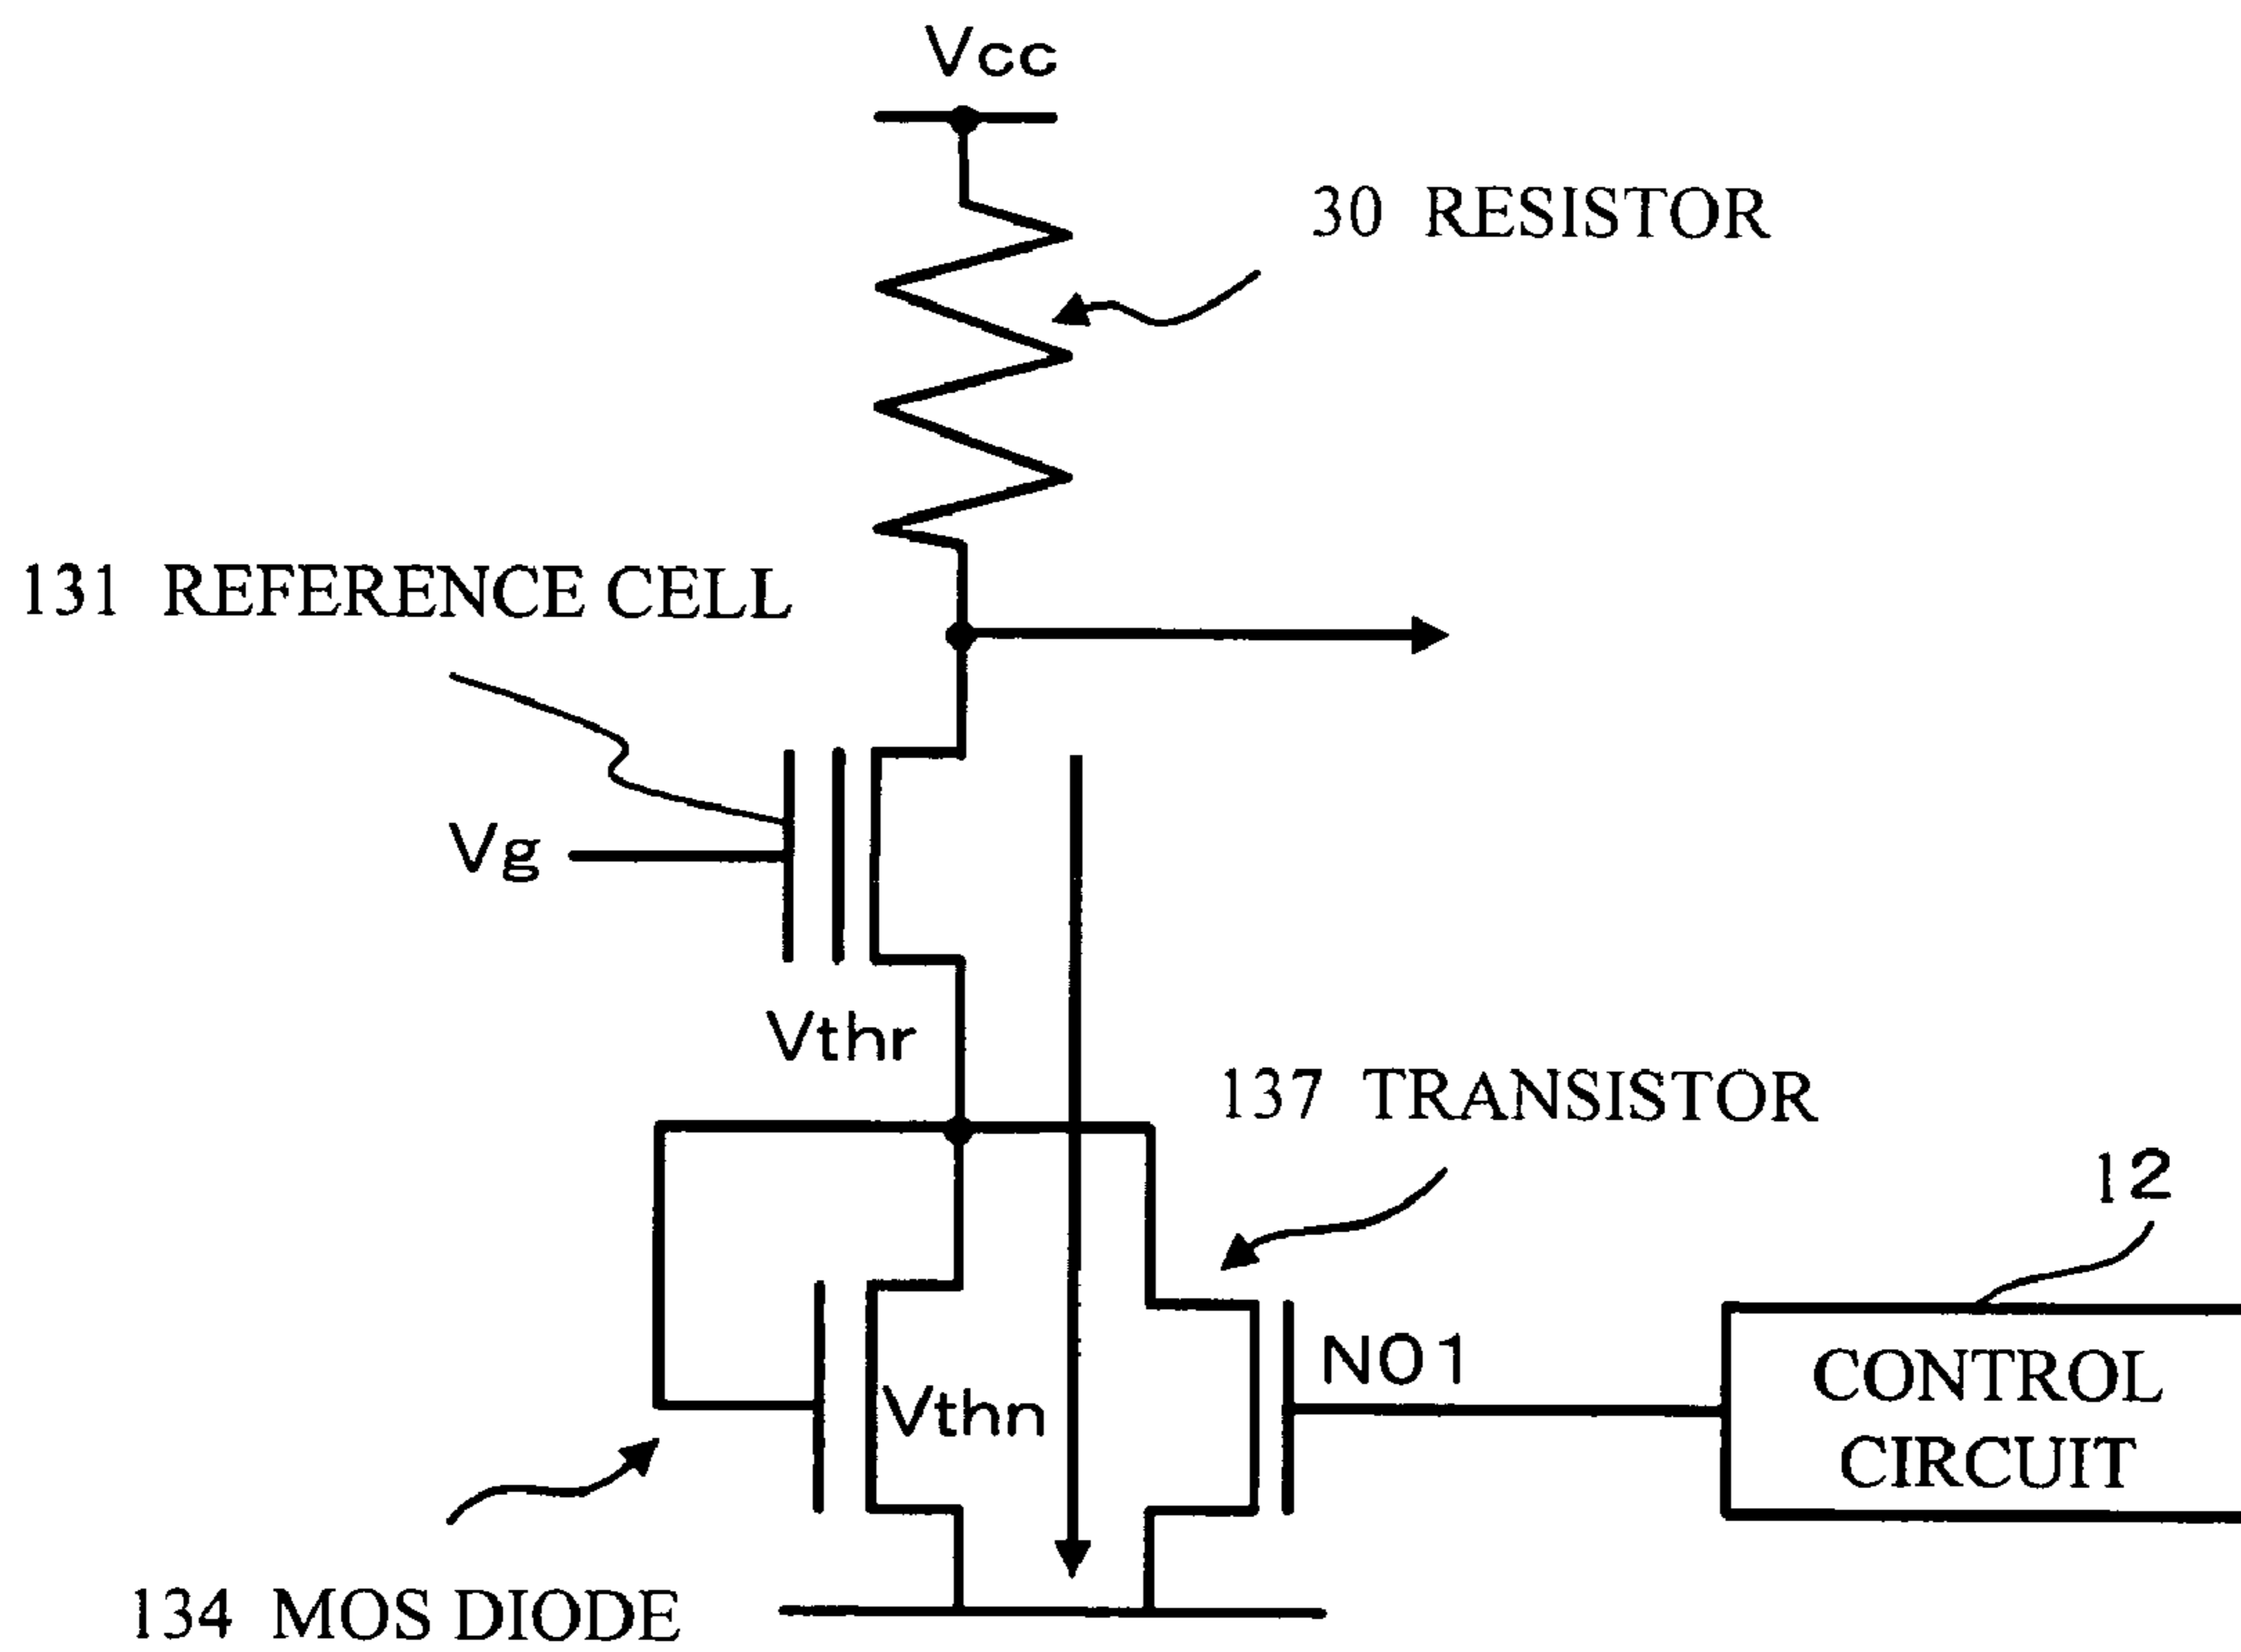 Vcc
30 RESISTOR
131 REFERENCE CELL
Vg
Vthr
137 TRANSISTOR
12
N01
CONTROL
CIRCUIT
Vthn
134 MOS DIODE